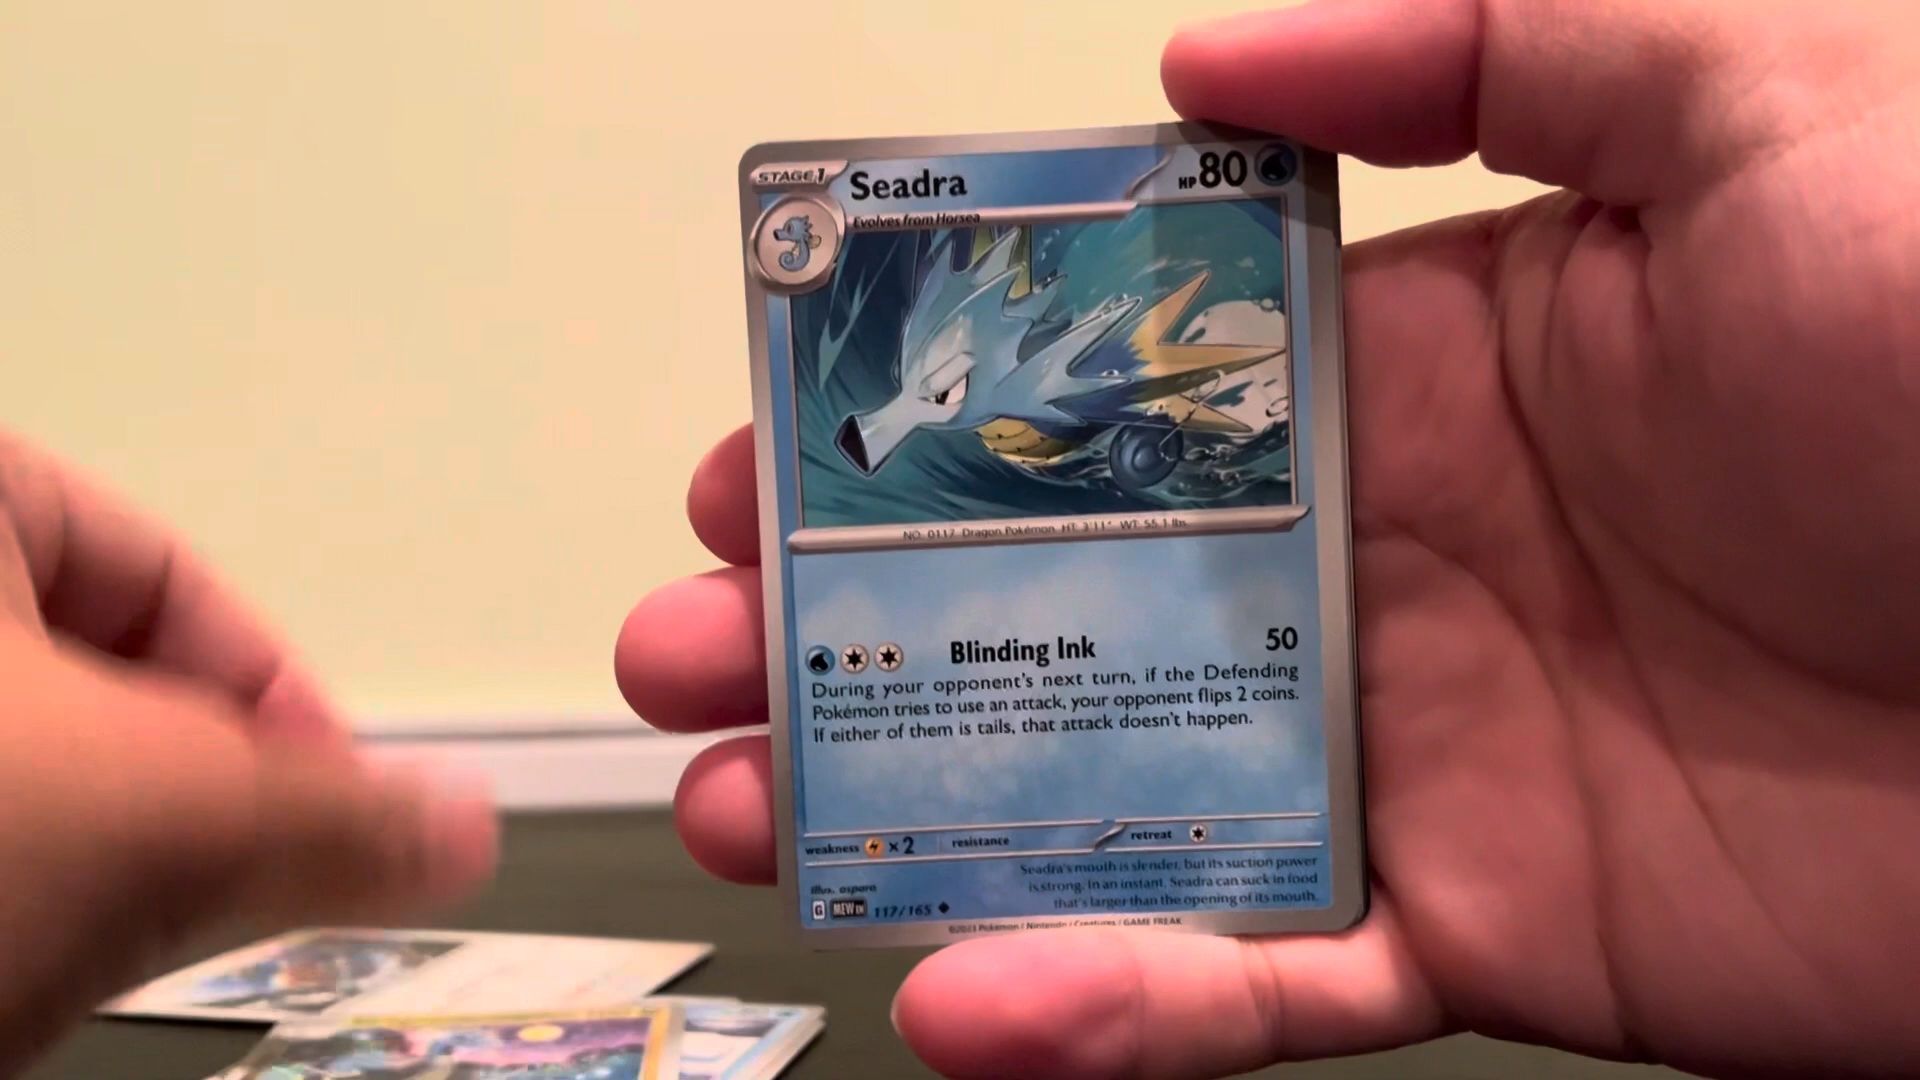 STAGE1 Seadra HP80
Evolves from Horsea
NO. 0117 Dragon Pokémon HT: 3'11" WT: 55.1 lbs.
Blinding Ink 50
During your opponent's next turn, if the Defending
Pokémon tries to use an attack, your opponent flips 2 coins.
If either of them is tails, that attack doesn't happen.
weakness ×2 resistance retreat
Seadra's mouth is slender, but its suction power
is strong. In an instant, Seadra can suck in food
that's larger than the opening of its mouth.
Illus. aspara
G MEW EN 117/165
©2023 Pokémon / Nintendo / Creatures / GAME FREAK